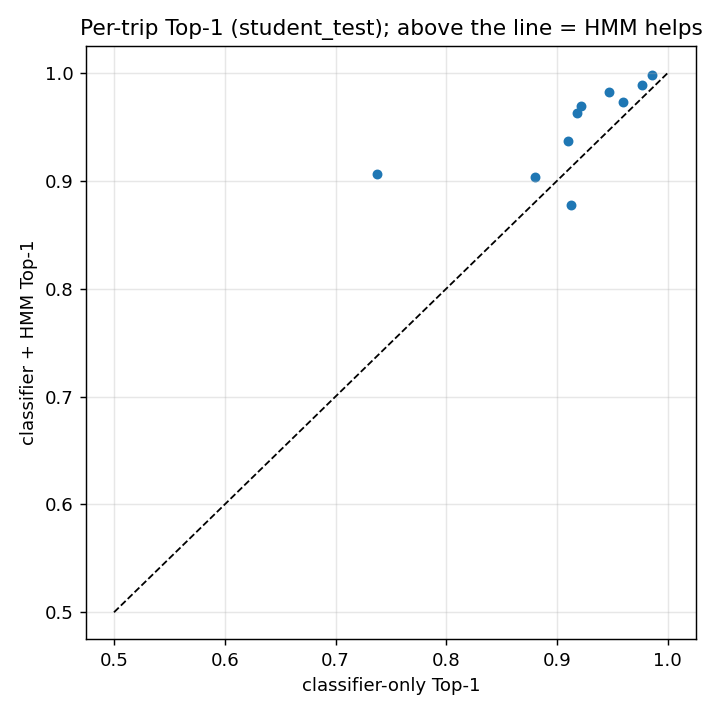 Per-trip Top-1 (student_test); above the line = HMM helps
1.0
0.9
0.8
0.7
0.6
0.5
classifier + HMM Top-1
0.5 0.6 0.7 0.8 0.9 1.0
classifier-only Top-1